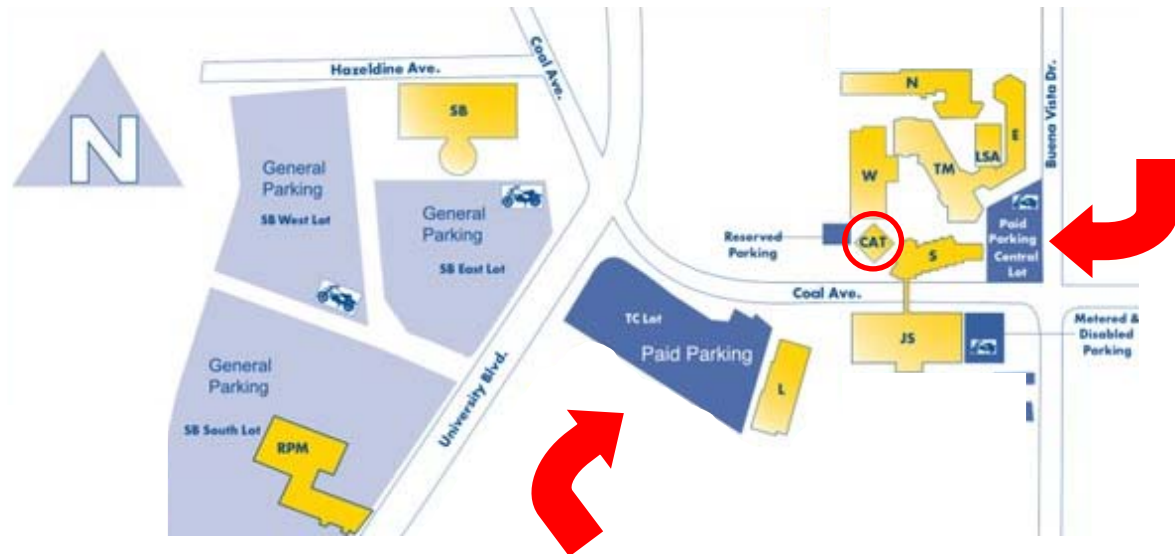 N
Hazeldine Ave.
Coal Ave.
SB
General
Parking
SB West Lot
General
Parking
SB East Lot
General
Parking
SB South Lot
RPM
University Blvd.
N
W
TM
LSA
E
Buena Vista Dr.
Reserved
Parking
CAT
S
Paid
Parking
Central
Lot
Coal Ave.
TC Lot
Paid Parking
L
JS
Metered &
Disabled
Parking